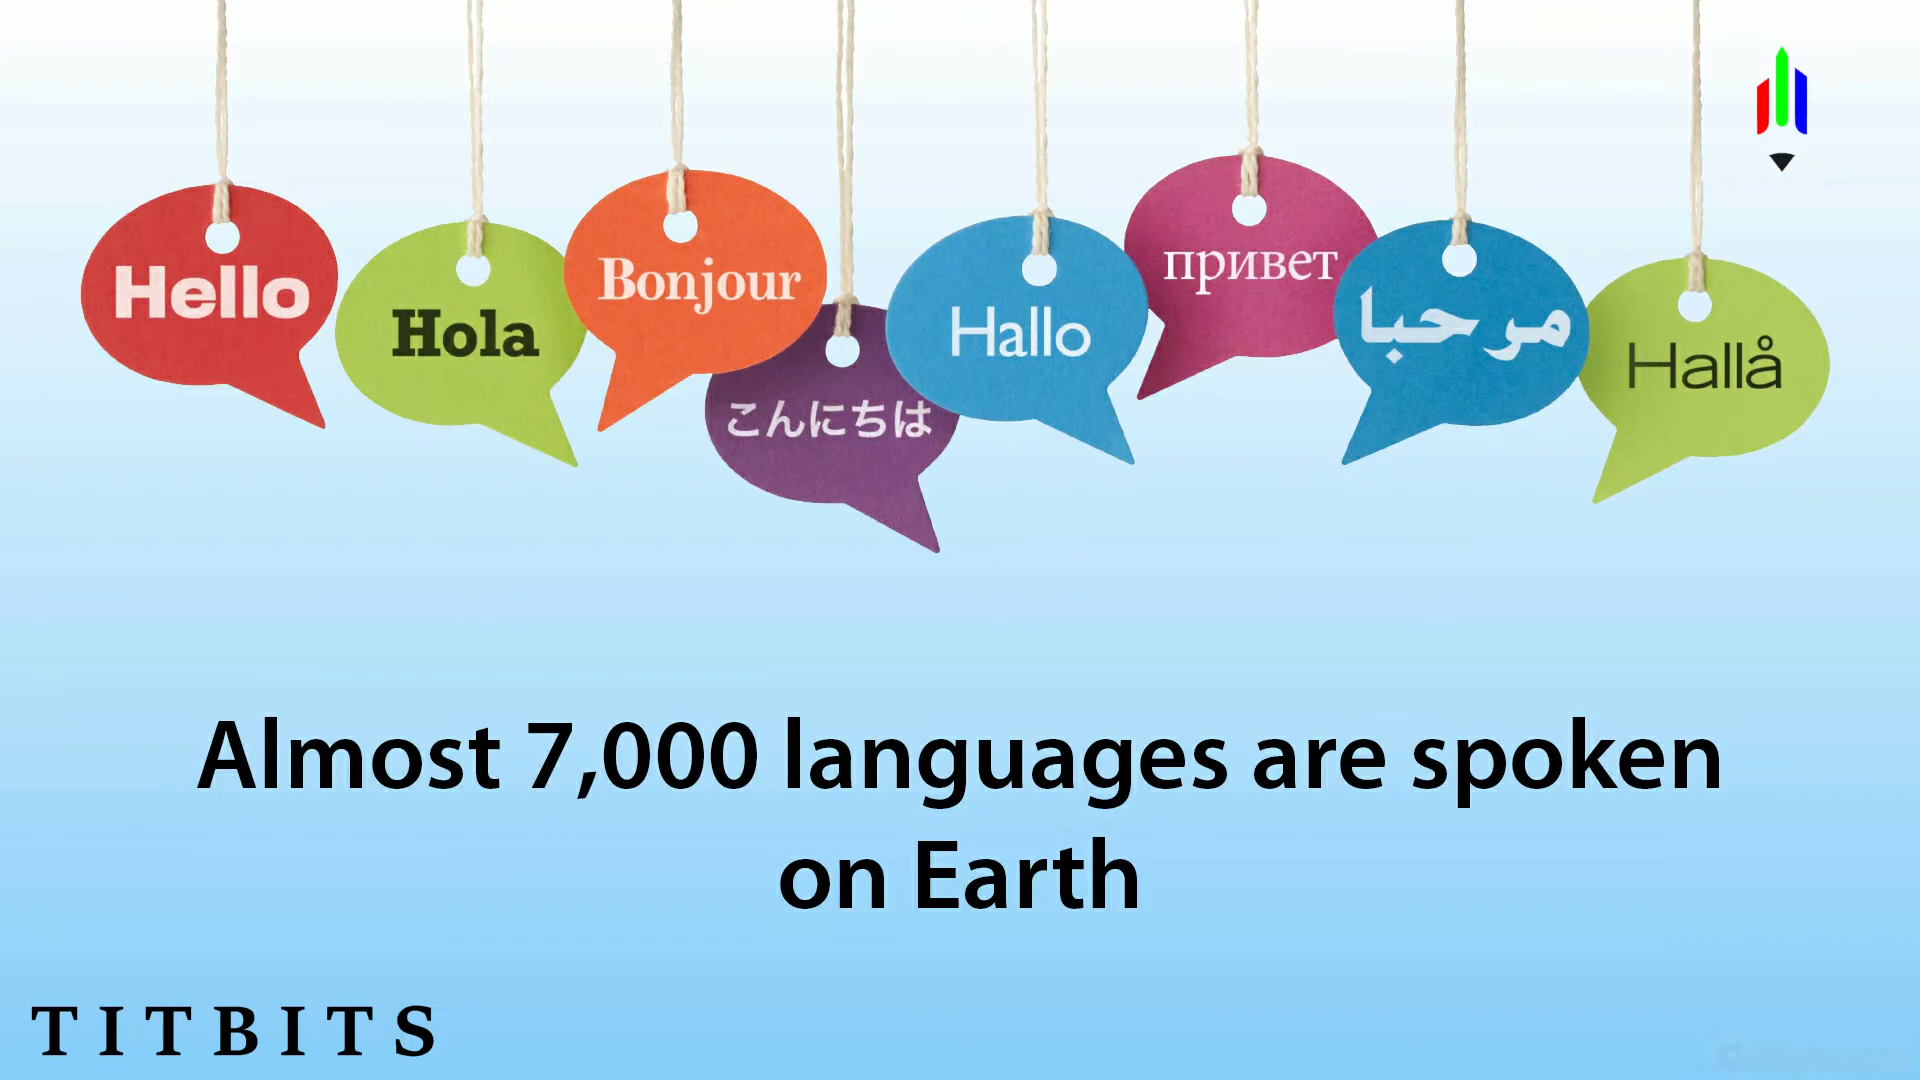 Hello
Hola
Bonjour
こんにちは
Hallo
привет
مرحبا
Hallå
Almost 7,000 languages are spoken
on Earth
TITBITS